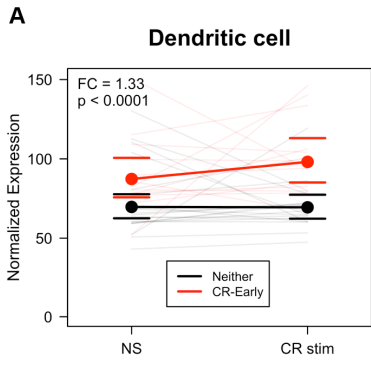 A
Dendritic cell
FC = 1.33
p < 0.0001
Normalized Expression
150
100
50
0
Neither
CR-Early
NS
CR stim